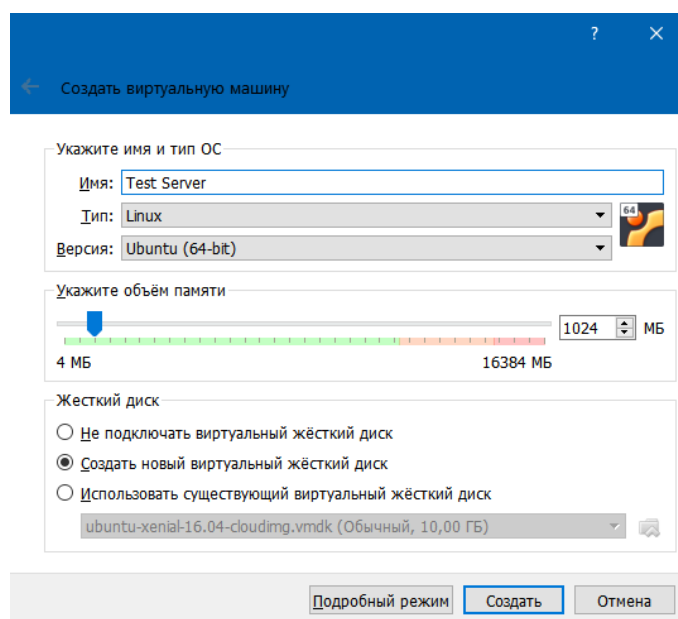 ?
Создать виртуальную машину
Укажите имя и тип ОС
Имя: Test Server
Тип: Linux
64
Версия: Ubuntu (64-bit)
Укажите объём памяти
1024 МБ
4 МБ 16384 МБ
Жесткий диск
Не подключать виртуальный жёсткий диск
Создать новый виртуальный жёсткий диск
Использовать существующий виртуальный жёсткий диск
ubuntu-xenial-16.04-cloudimg.vmdk (Обычный, 10,00 ГБ)
Подробный режим Создать Отмена